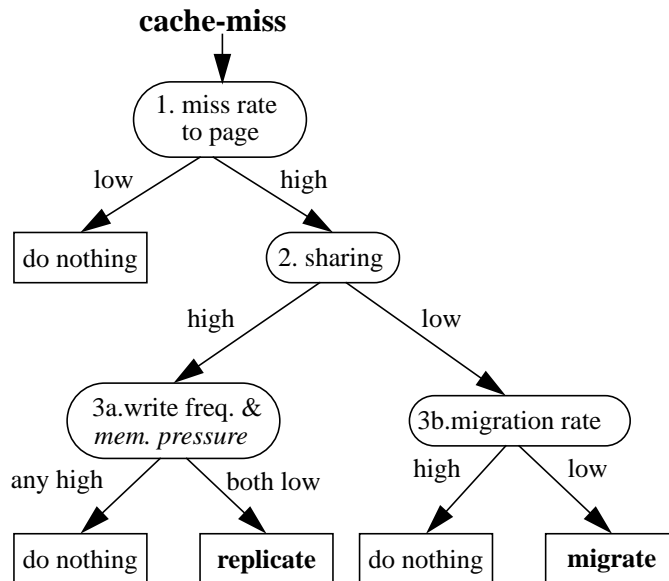 cache-miss
1. miss rate
to page
low
high
do nothing
2. sharing
high
low
3a.write freq. &
mem. pressure
3b.migration rate
any high
both low
high
low
do nothing
replicate
do nothing
migrate